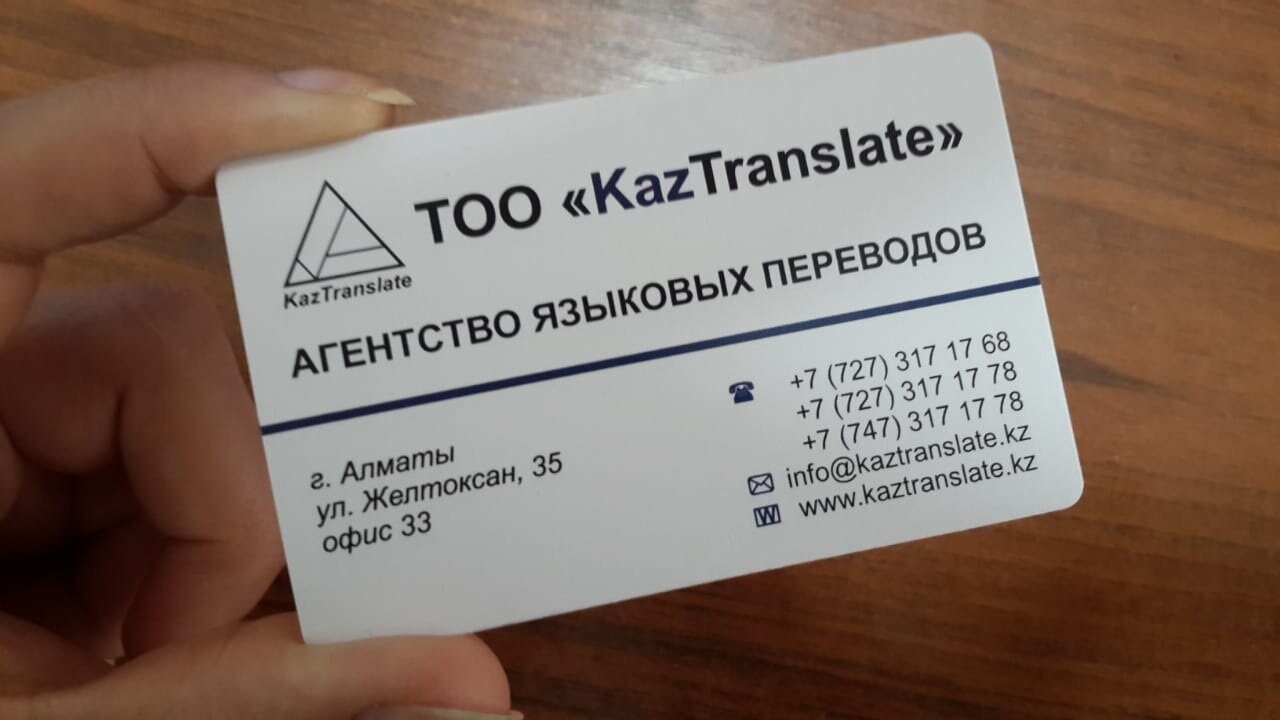 ТОО «KazTranslate»
KazTranslate
АГЕНТСТВО ЯЗЫКОВЫХ ПЕРЕВОДОВ
г. Алматы
ул. Желтоксан, 35
офис 33
+7 (727) 317 17 68
+7 (727) 317 17 78
+7 (747) 317 17 78
info@kaztranslate.kz
W www.kaztranslate.kz